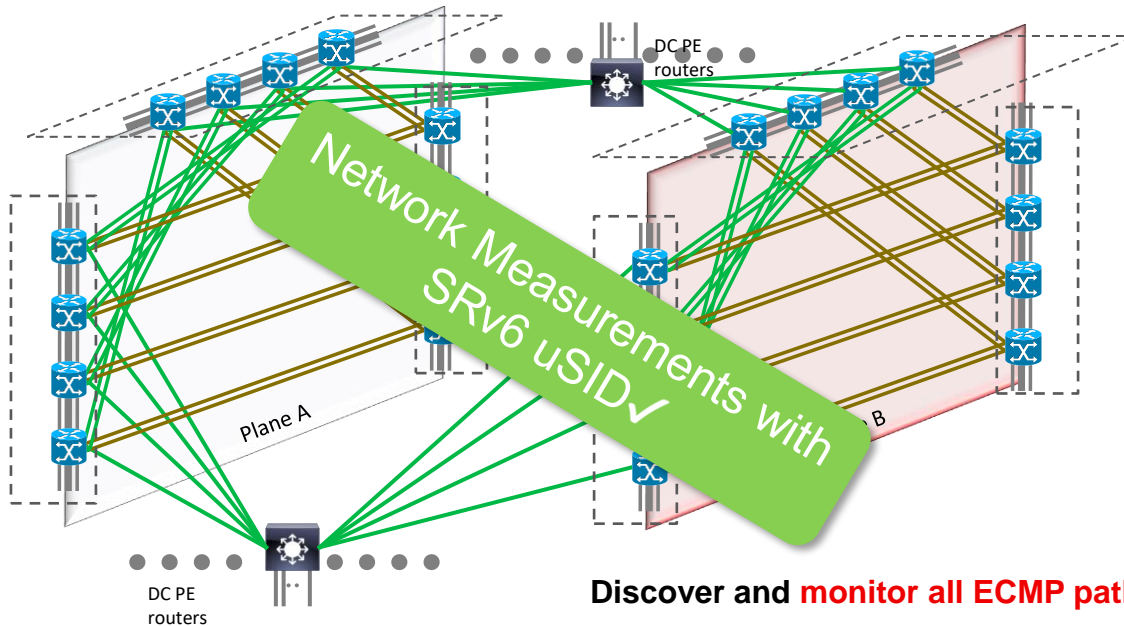 DC PE
routers
Network Measurements with
SRv6 uSID✓
Plane A
B
DC PE
routers
Discover and monitor all ECMP pat